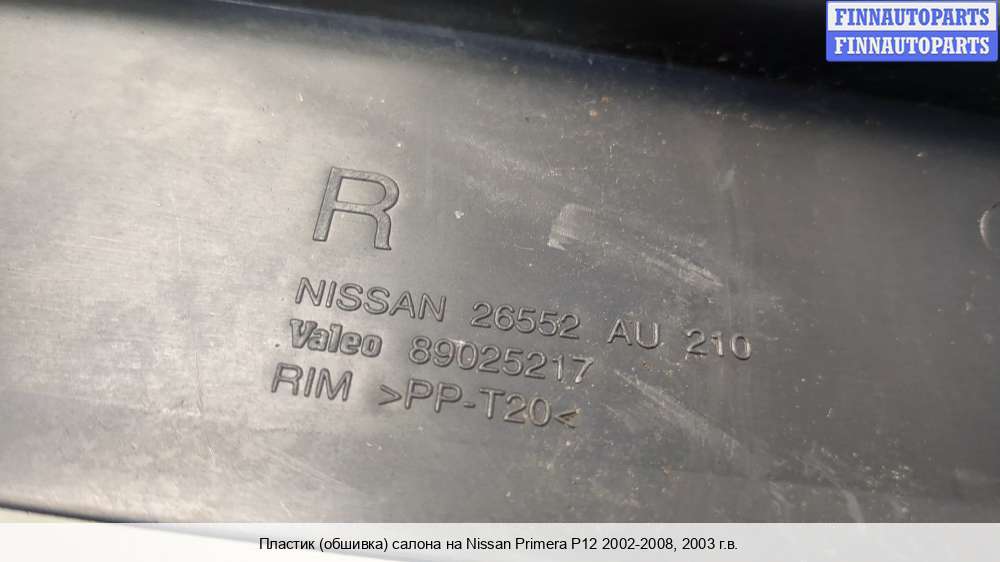 FINNAUTOPARTS
FINNAUTOPARTS
R
NISSAN 26552 AU 210
Valeo 89025217
RIM >PP-T20<
Пластик (обшивка) салона на Nissan Primera P12 2002-2008, 2003 г.в.